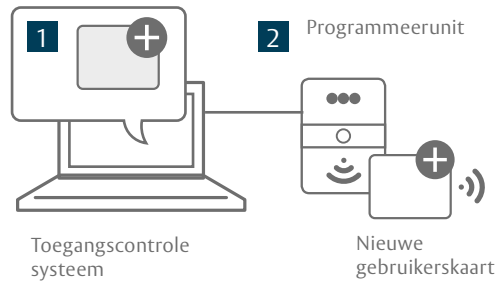 1
2
Programmeerunit
Toegangscontrole
systeem
Nieuwe
gebruikerskaart